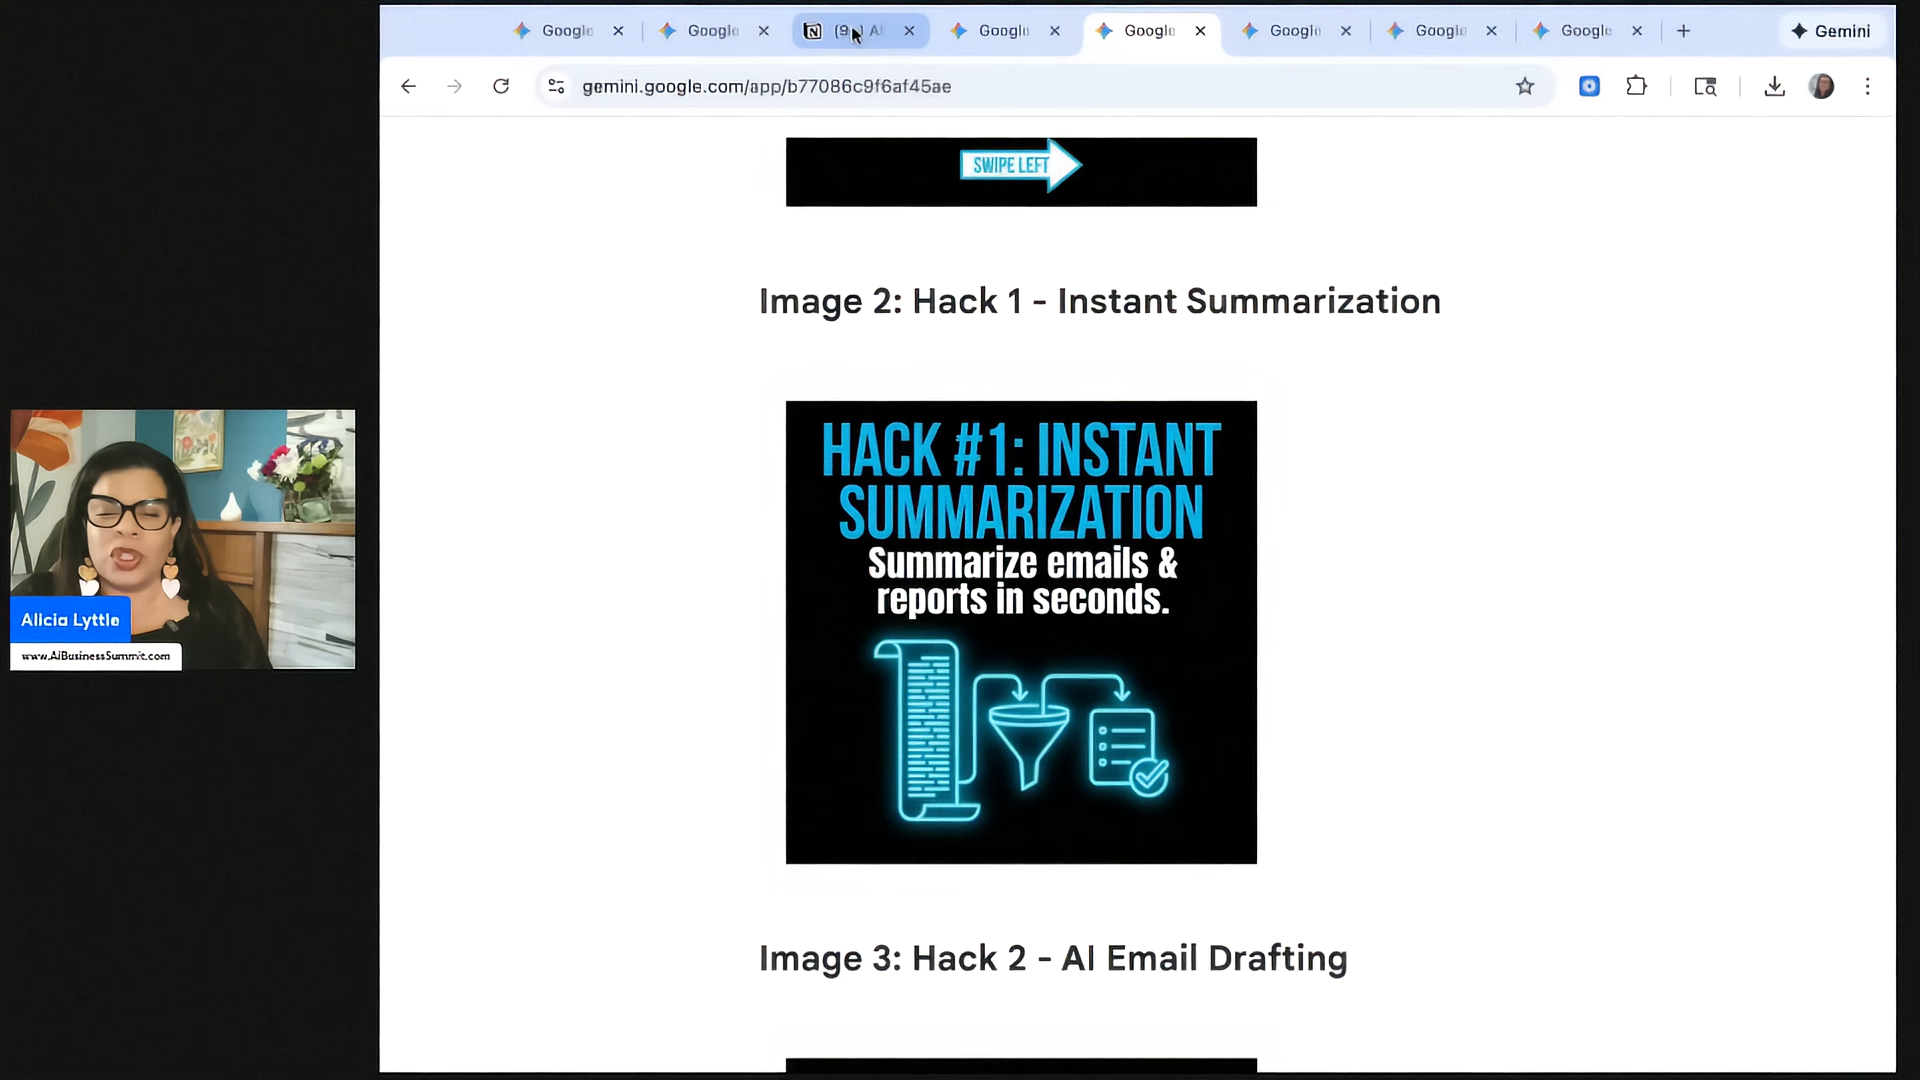 Google
Google
(9+) AI
Google
Google
Google
Google
Google
Gemini
gemini.google.com/app/b77086c9f6af45ae
SWIPE LEFT
Image 2: Hack 1 - Instant Summarization
HACK #1: INSTANT
SUMMARIZATION
Summarize emails &
reports in seconds.
Alicia Lyttle
www.AiBusinessSummit.com
Image 3: Hack 2 - AI Email Drafting